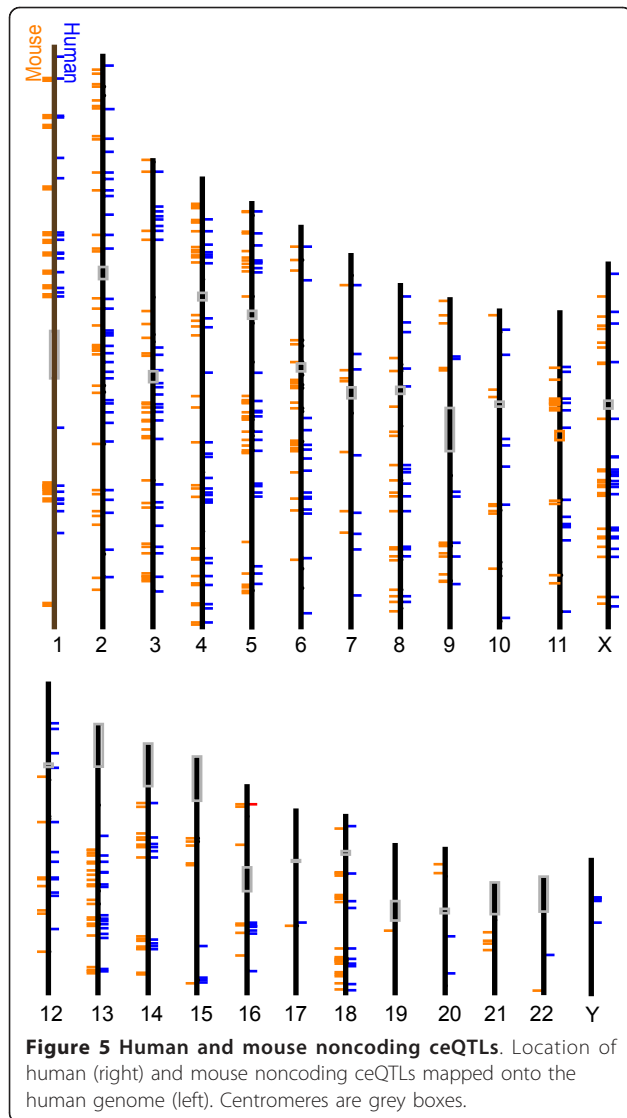 Mouse
Human
1 2 3 4 5 6 7 8 9 10 11 X
12 13 14 15 16 17 18 19 20 21 22 Y
Figure 5 Human and mouse noncoding ceQTLs. Location of
human (right) and mouse noncoding ceQTLs mapped onto the
human genome (left). Centromeres are grey boxes.